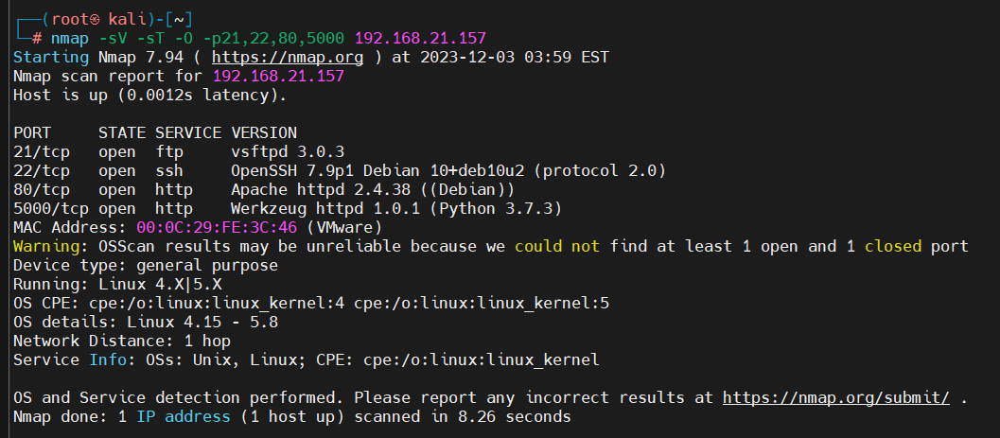 ┌──(root㉿ kali)-[~]
└─# nmap -sV -sT -O -p21,22,80,5000 192.168.21.157
Starting Nmap 7.94 ( https://nmap.org ) at 2023-12-03 03:59 EST
Nmap scan report for 192.168.21.157
Host is up (0.0012s latency).

PORT     STATE SERVICE VERSION
21/tcp   open  ftp     vsftpd 3.0.3
22/tcp   open  ssh     OpenSSH 7.9p1 Debian 10+deb10u2 (protocol 2.0)
80/tcp   open  http    Apache httpd 2.4.38 ((Debian))
5000/tcp open  http    Werkzeug httpd 1.0.1 (Python 3.7.3)
MAC Address: 00:0C:29:FE:3C:46 (VMware)
Warning: OSScan results may be unreliable because we could not find at least 1 open and 1 closed port
Device type: general purpose
Running: Linux 4.X|5.X
OS CPE: cpe:/o:linux:linux_kernel:4 cpe:/o:linux:linux_kernel:5
OS details: Linux 4.15 - 5.8
Network Distance: 1 hop
Service Info: OSs: Unix, Linux; CPE: cpe:/o:linux:linux_kernel

OS and Service detection performed. Please report any incorrect results at https://nmap.org/submit/ .
Nmap done: 1 IP address (1 host up) scanned in 8.26 seconds